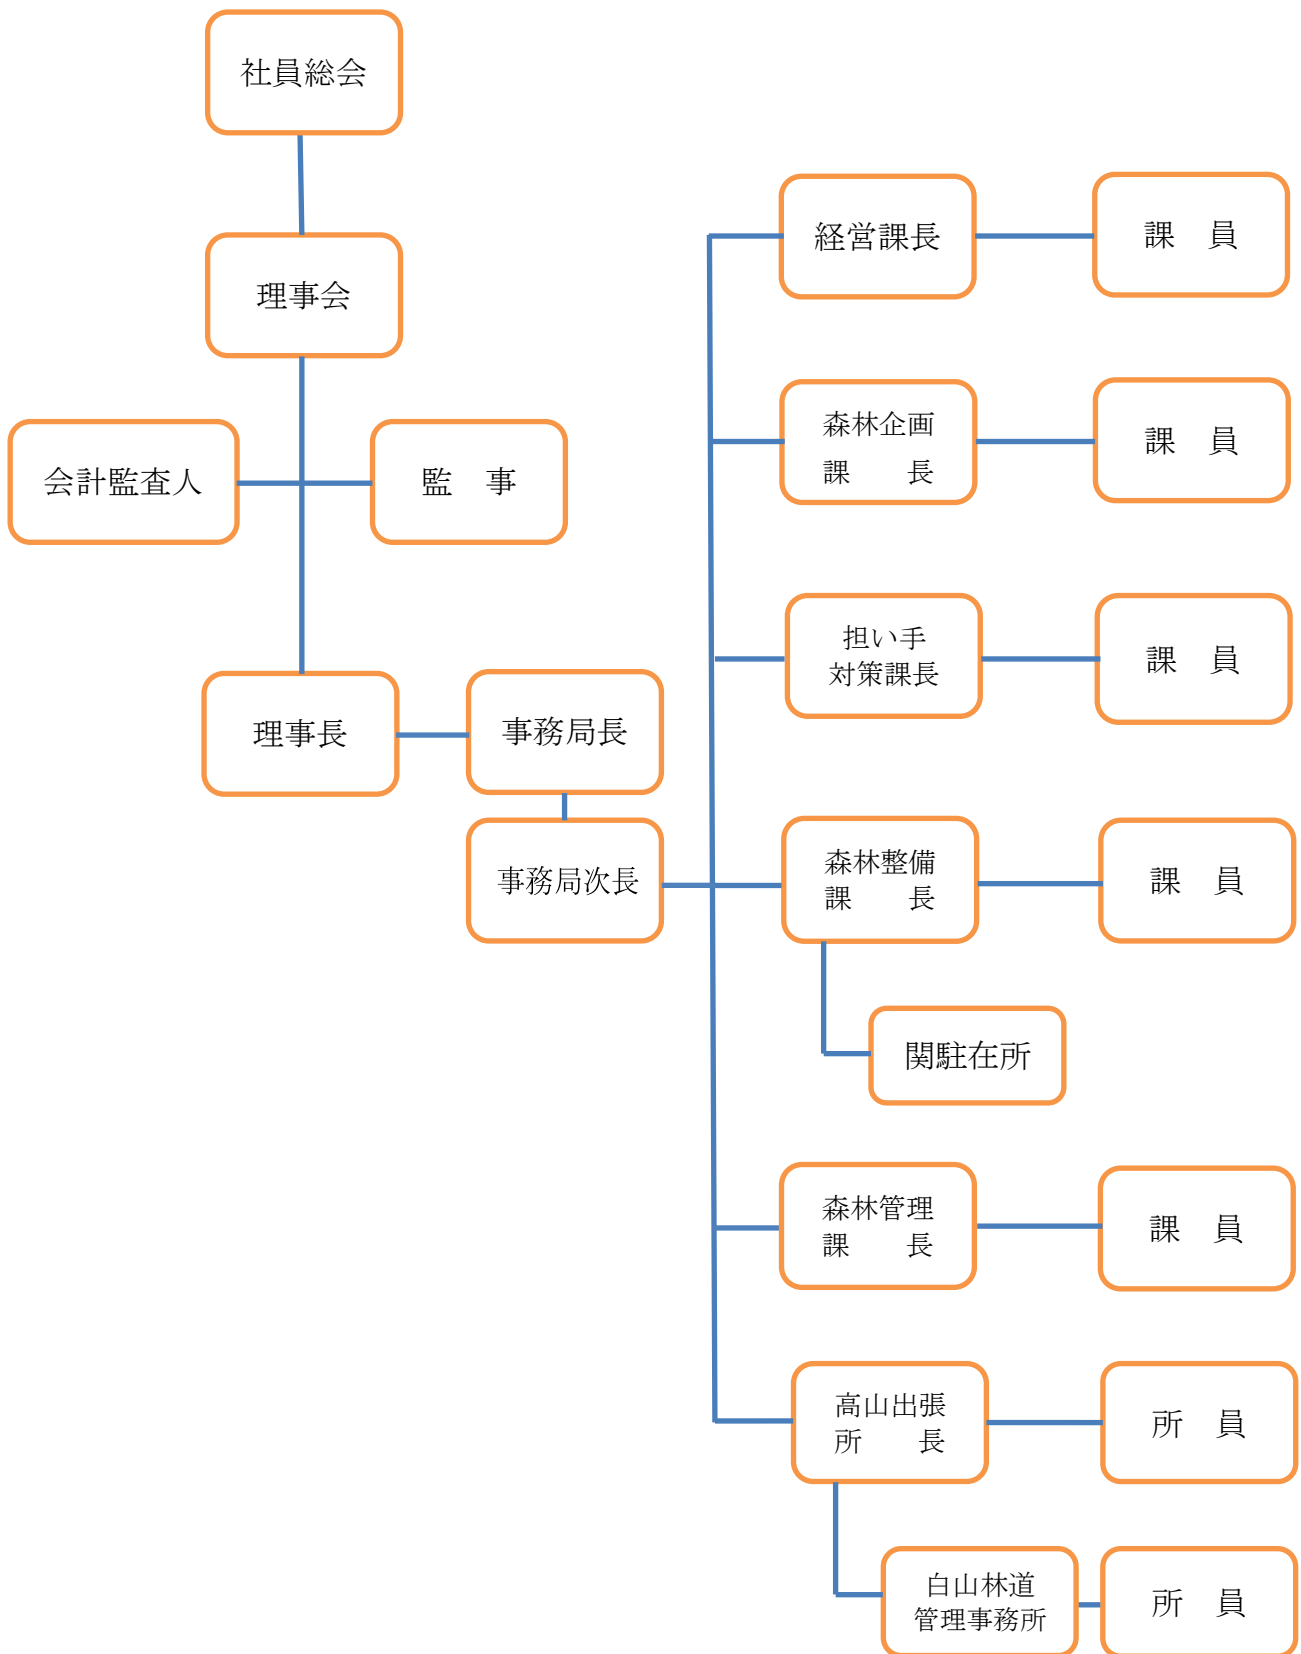 社員総会
理事会
会計監査人
監　事
理事長
事務局長
事務局次長
経営課長
課　員
森林企画
課　　長
課　員
担い手
対策課長
課　員
森林整備
課　　長
課　員
関駐在所
森林管理
課　　長
課　員
高山出張
所　　長
所　員
白山林道
管理事務所
所　員